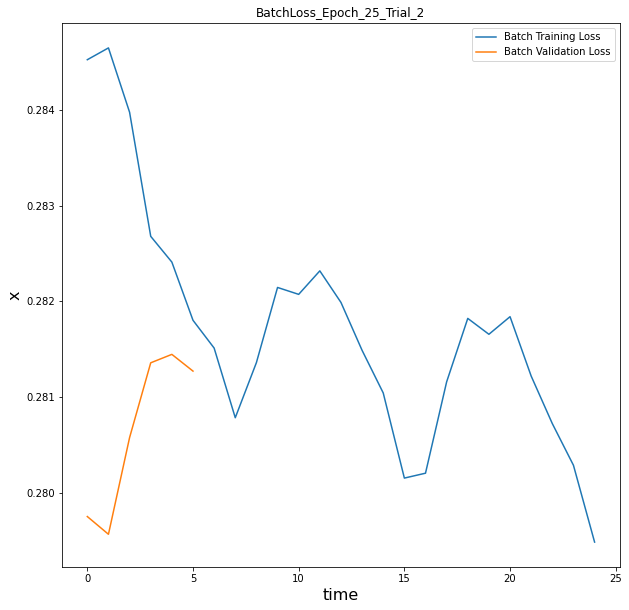 BatchLoss_Epoch_25_Trial_2
Batch Training Loss
Batch Validation Loss
0.284
0.283
0.282
0.281
0.280
x
0
5
10
15
20
25
time